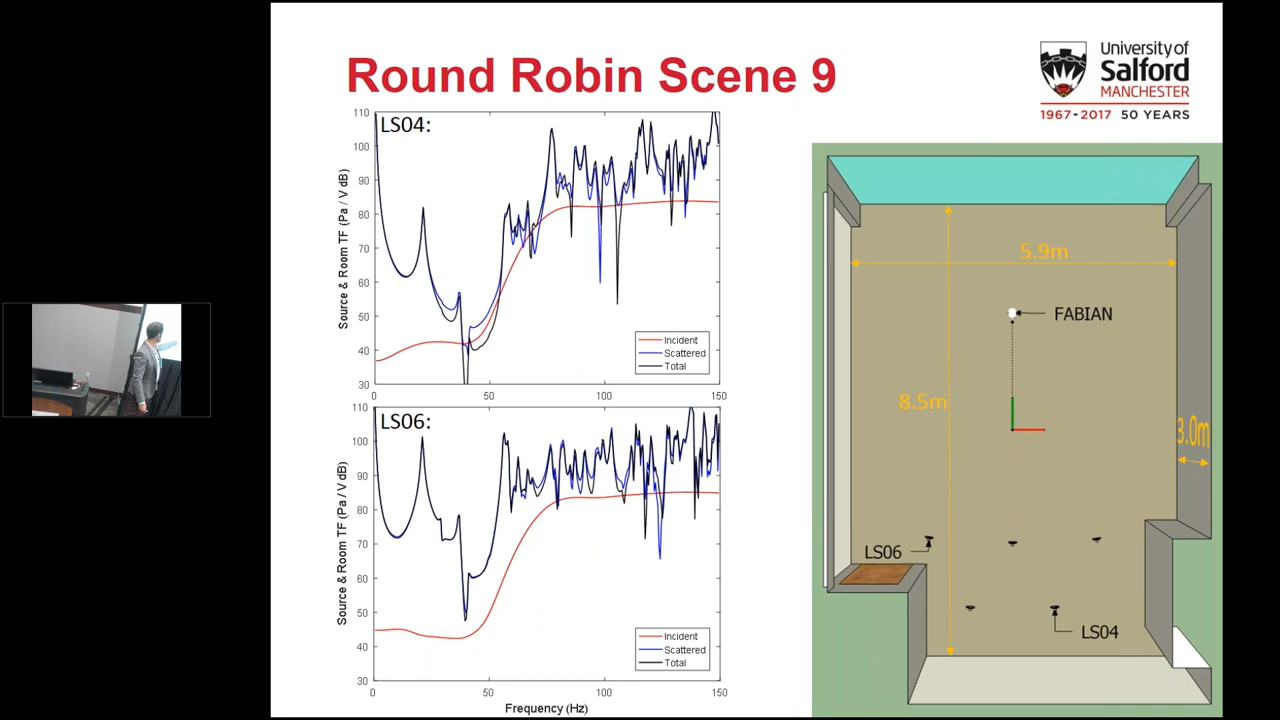 Round Robin Scene 9
University of
Salford
MANCHESTER
1967-2017 50 YEARS
LS04:
110
100
90
80
70
60
50
40
30
Source & Room TF (Pa / V dB)
Incident
Scattered
Total
0
50
100
150
LS06:
110
100
90
80
70
60
50
40
30
Source & Room TF (Pa / V dB)
Incident
Scattered
Total
0
50
100
150
Frequency (Hz)
5.9m
FABIAN
8.5m
3.0m
LS06
LS04